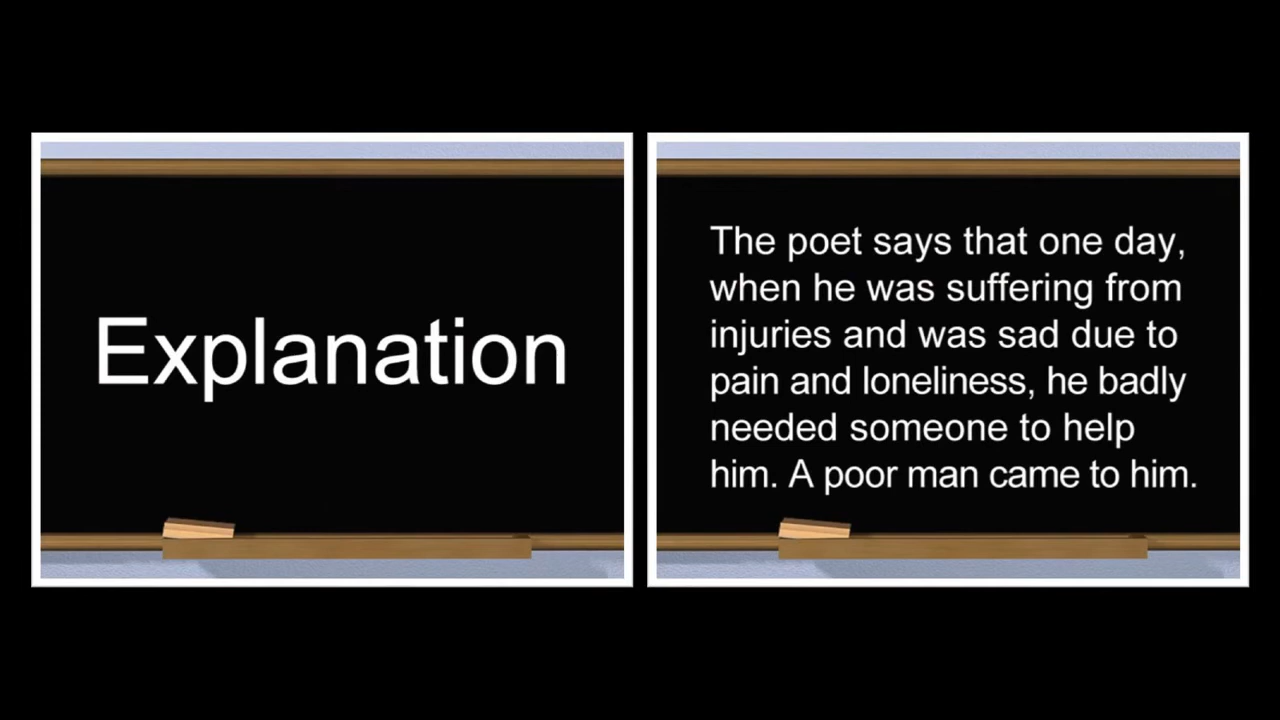 Explanation
The poet says that one day,
when he was suffering from
injuries and was sad due to
pain and loneliness, he badly
needed someone to help
him. A poor man came to him.